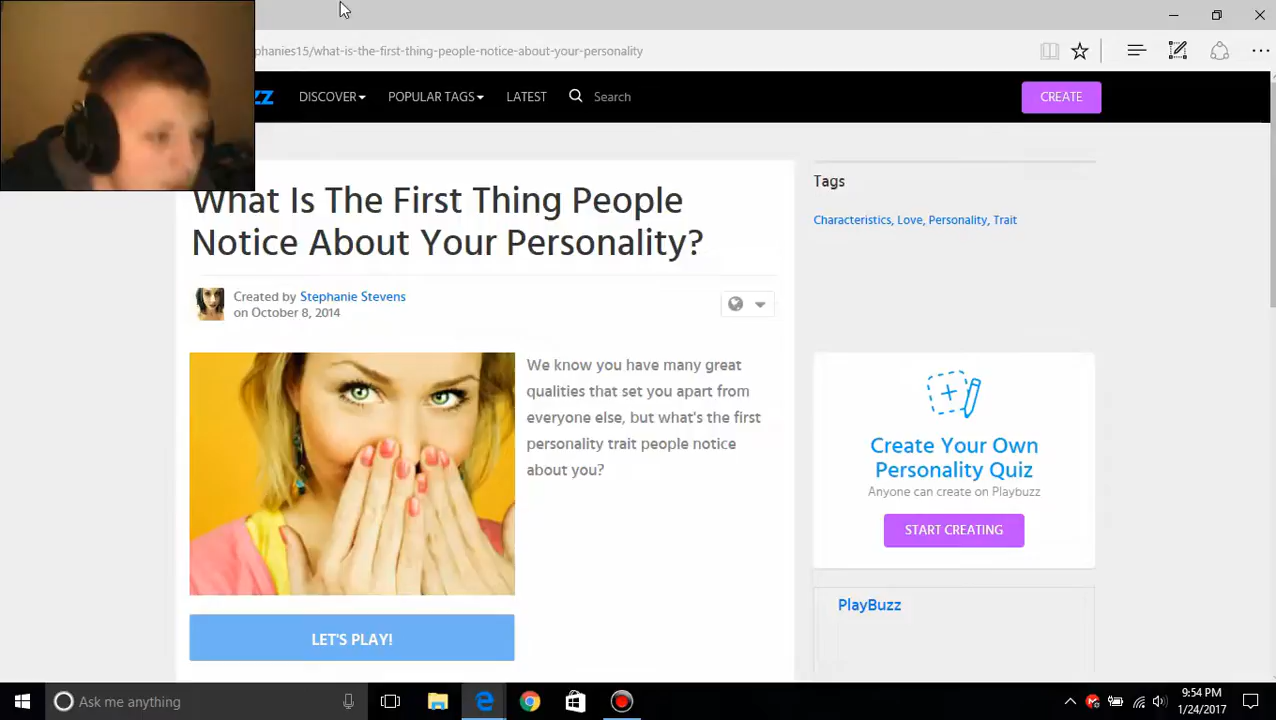 phanies15/what-is-the-first-thing-people-notice-about-your-personality
ZZ DISCOVER POPULAR TAGS LATEST Search CREATE
What Is The First Thing People
Notice About Your Personality?
Created by Stephanie Stevens
on October 8, 2014
We know you have many great
qualities that set you apart from
everyone else, but what's the first
personality trait people notice
about you?
LET'S PLAY!
Tags
Characteristics, Love, Personality, Trait
Create Your Own
Personality Quiz
Anyone can create on Playbuzz
START CREATING
PlayBuzz
Ask me anything
9:54 PM
1/24/2017